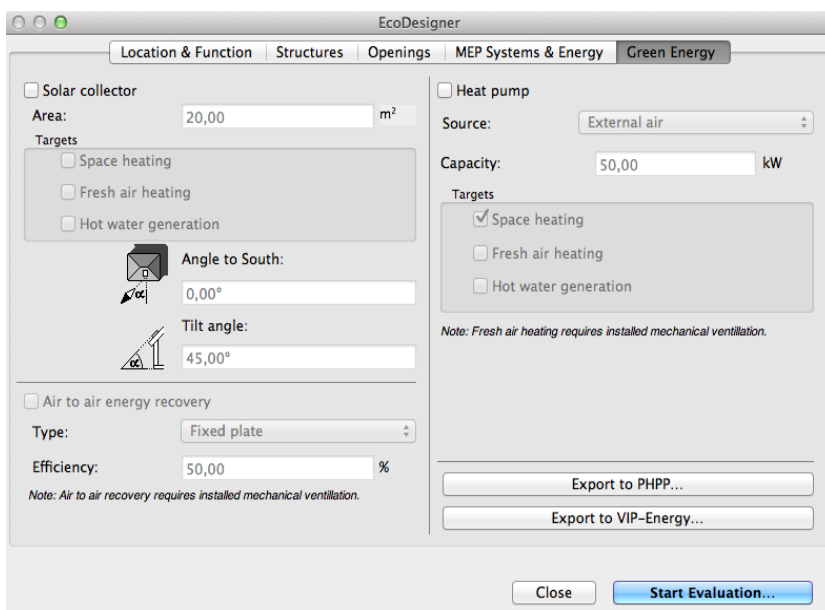 EcoDesigner
Location & Function Structures Openings MEP Systems & Energy Green Energy
Solar collector
Area: 20,00 m²
Targets
Space heating
Fresh air heating
Hot water generation
Angle to South:
α 0,00°
Tilt angle:
α 45,00°
Air to air energy recovery
Type: Fixed plate
Efficiency: 50,00 %
Note: Air to air recovery requires installed mechanical ventillation.
Heat pump
Source: External air
Capacity: 50,00 kW
Targets
Space heating
Fresh air heating
Hot water generation
Note: Fresh air heating requires installed mechanical ventillation.
Export to PHPP...
Export to VIP-Energy...
Close Start Evaluation...